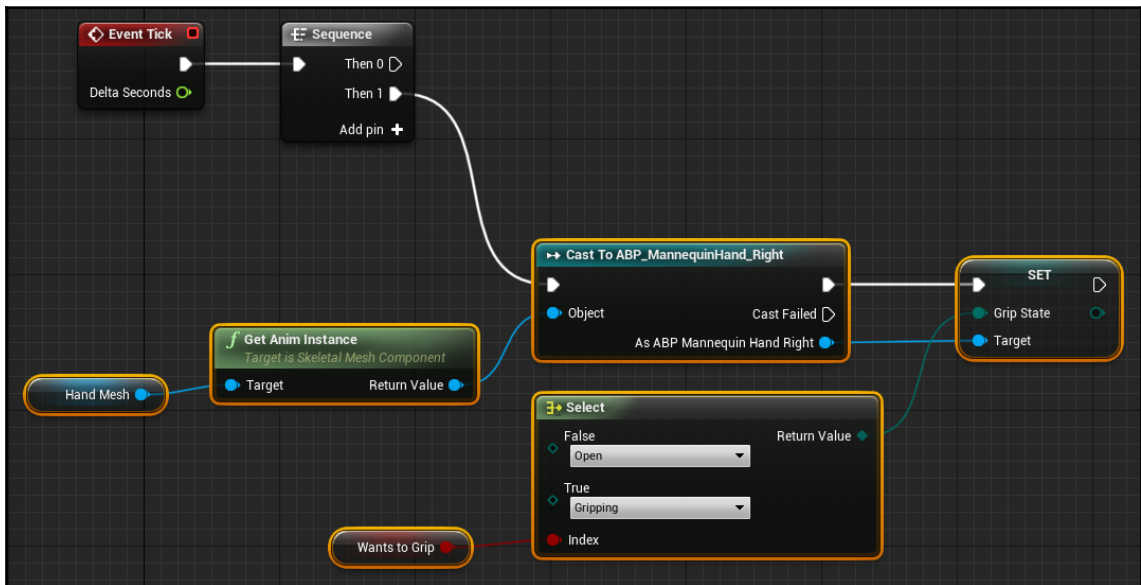 Event Tick
Delta Seconds
Sequence
Then 0
Then 1
Add pin
Cast To ABP_MannequinHand_Right
Object
Cast Failed
As ABP Mannequin Hand Right
SET
Grip State
Target
f Get Anim Instance
Target is Skeletal Mesh Component
Target
Return Value
Hand Mesh
Select
False
Return Value
Open
True
Gripping
Index
Wants to Grip